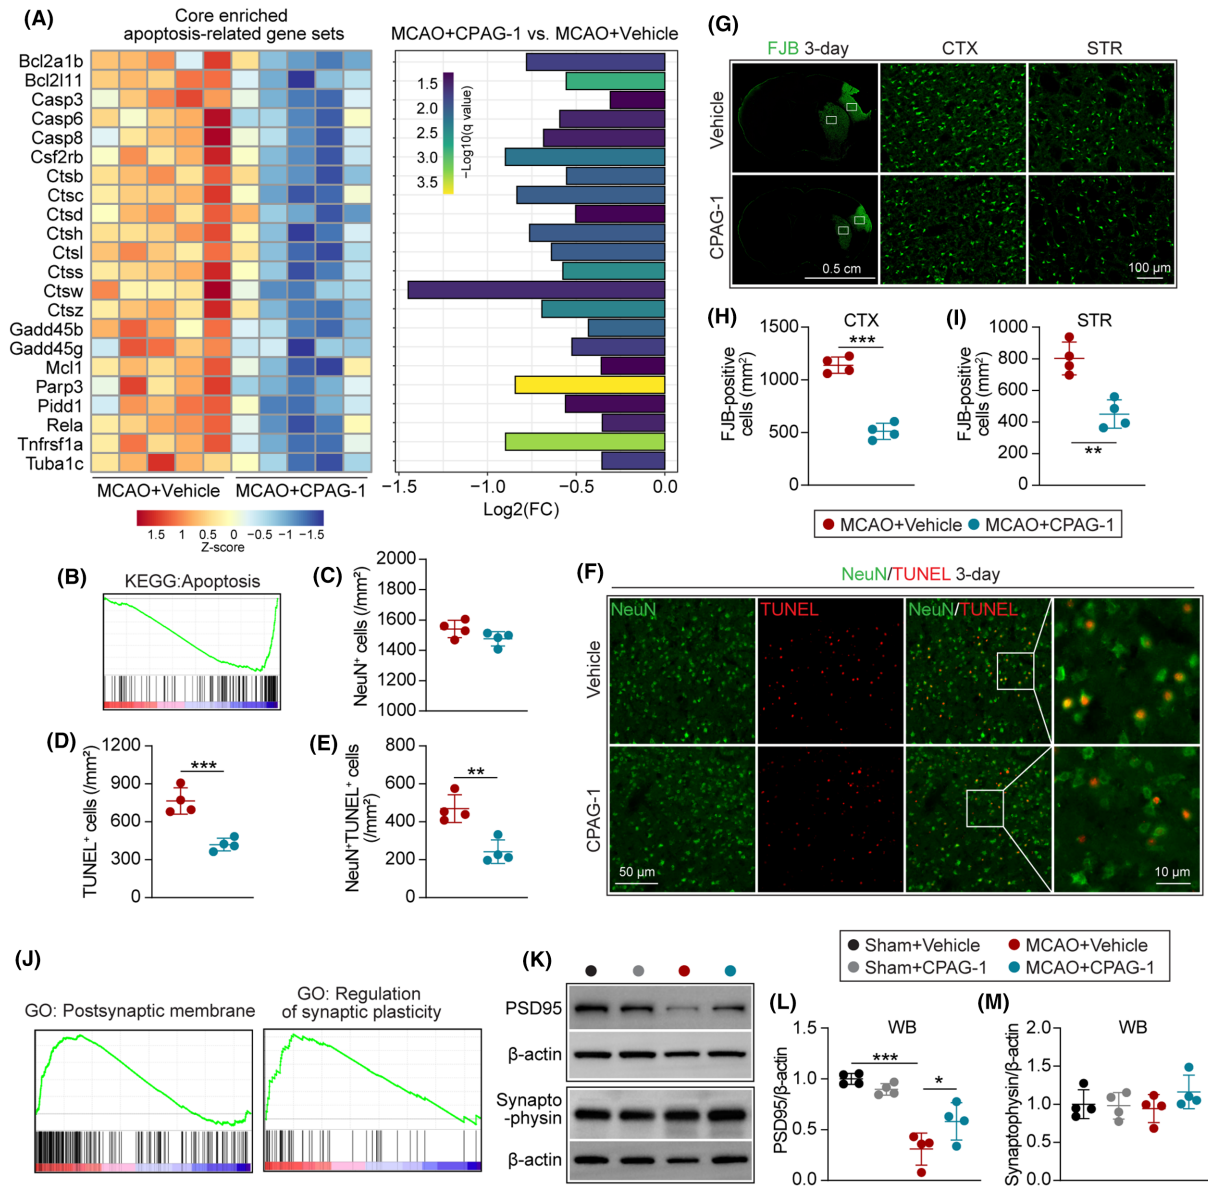 (A)
Core enriched
apoptosis-related gene sets
MCAO+CPAG-1 vs. MCAO+Vehicle
Bcl2a1b
Bcl2l11
Casp3
Casp6
Casp8
Csf2rb
Ctsb
Ctsc
Ctsd
Ctsh
Ctsl
Ctss
Ctsw
Ctsz
Gadd45b
Gadd45g
Mcl1
Parp3
Pidd1
Rela
Tnfrsf1a
Tuba1c
MCAO+Vehicle MCAO+CPAG-1
1.5 1 0.5 0 −0.5 −1 −1.5
Z-score
1.5
2.0
2.5
3.0
3.5
−Log10(q value)
−1.5 −1.0 −0.5 0.0
Log2(FC)
(G)
FJB 3-day CTX STR
Vehicle
CPAG-1
0.5 cm
100 µm
(H)
CTX
FJB-positive
cells (mm²)
1500
1000
500
0
***
(I)
STR
FJB-positive
cells (mm²)
1000
800
600
400
200
0
**
MCAO+Vehicle MCAO+CPAG-1
(B)
KEGG:Apoptosis
(C)
NeuN⁺ cells (/mm²)
2000
1800
1600
1400
1200
1000
(D)
TUNEL⁺ cells (/mm²)
1200
900
600
300
0
***
(E)
NeuN⁺TUNEL⁺ cells
(/mm²)
800
600
400
200
0
**
(F)
NeuN/TUNEL 3-day
NeuN TUNEL NeuN/TUNEL
Vehicle
CPAG-1
50 µm
10 µm
(J)
GO: Postsynaptic membrane
GO: Regulation
of synaptic plasticity
(K)
PSD95
β-actin
Synapto
-physin
β-actin
Sham+Vehicle MCAO+Vehicle
Sham+CPAG-1 MCAO+CPAG-1
(L)
WB
PSD95/β-actin
1.5
1.0
0.5
0.0
***
*
(M)
WB
Synaptophysin/β-actin
2.0
1.5
1.0
0.5
0.0